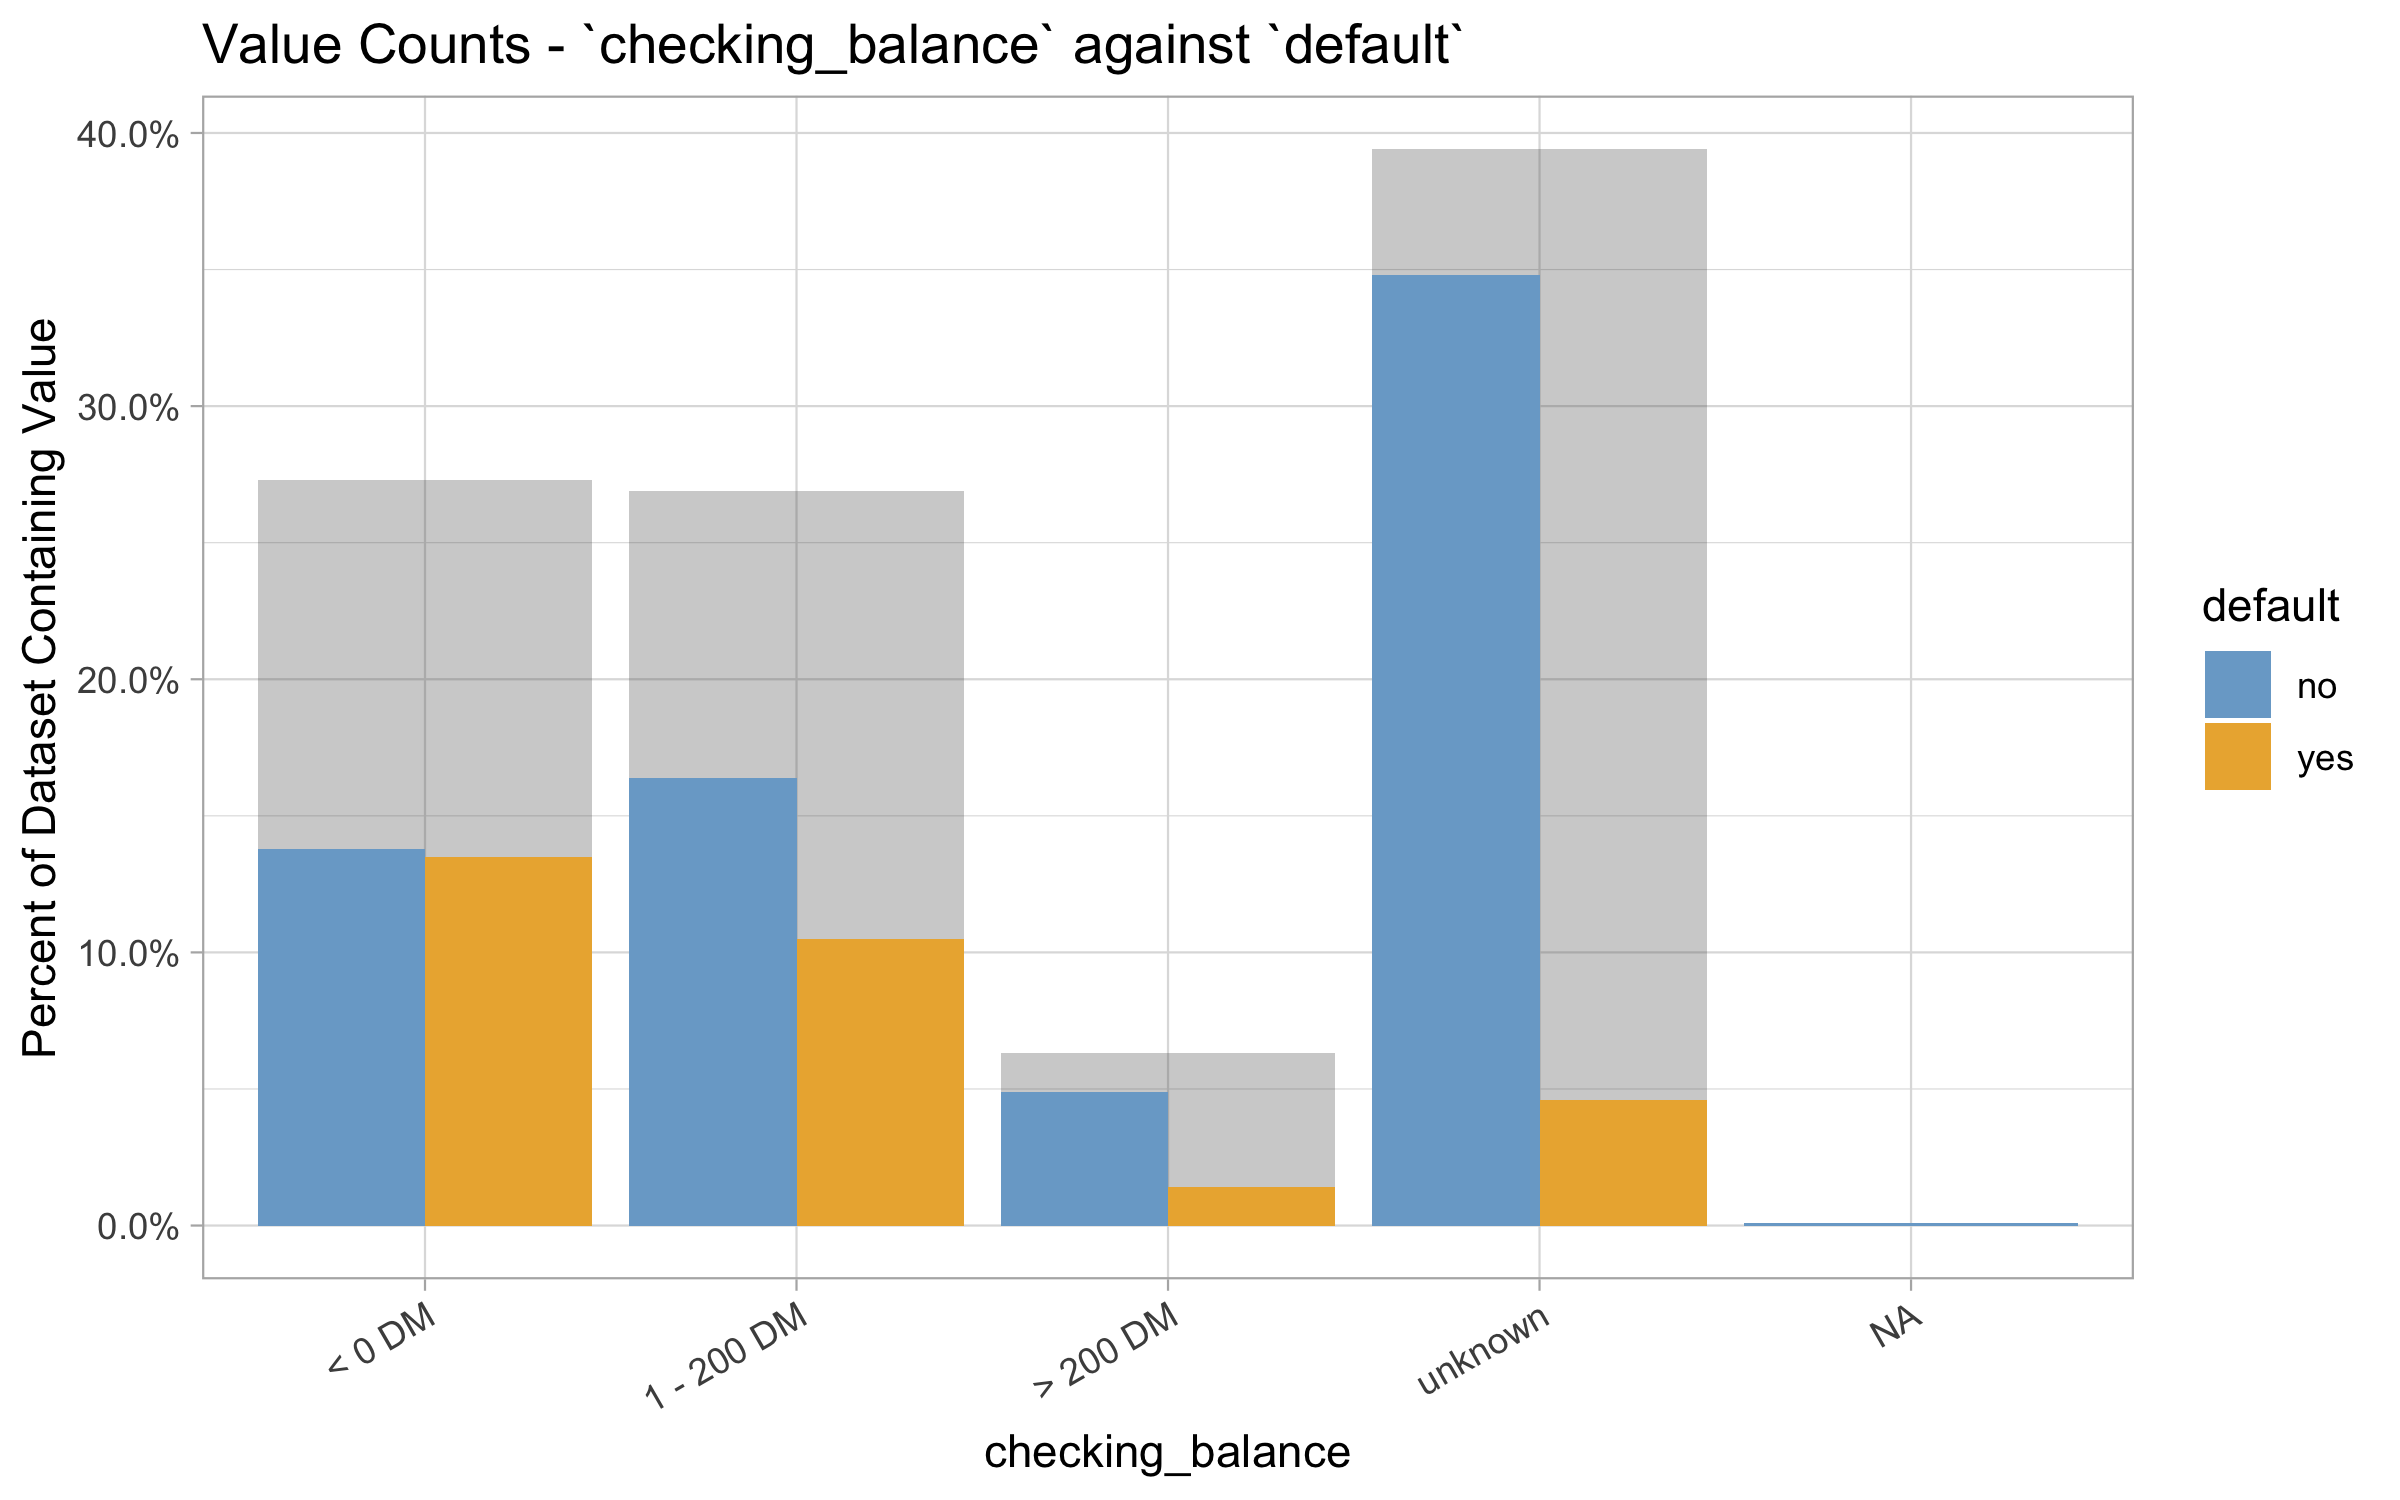 Value Counts - `checking_balance` against `default`
Percent of Dataset Containing Value
40.0%
30.0%
20.0%
10.0%
0.0%
< 0 DM
1 - 200 DM
> 200 DM
unknown
NA
checking_balance
default
no
yes